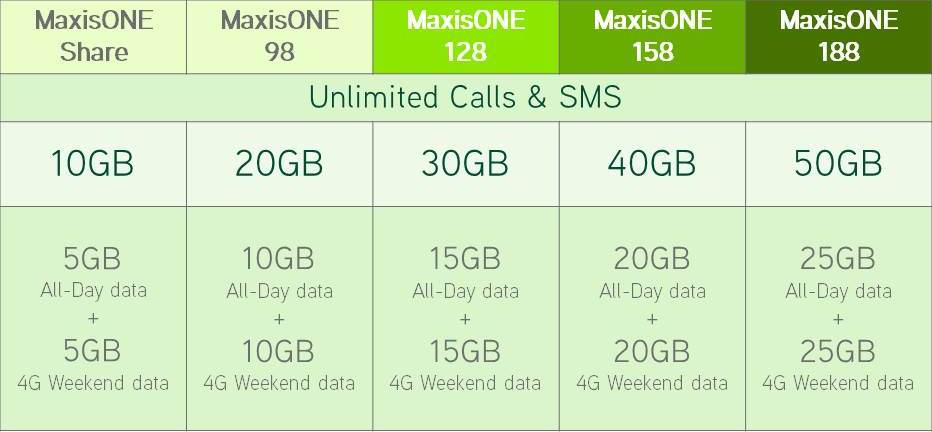 MaxisONE Share
MaxisONE 98
MaxisONE 128
MaxisONE 158
MaxisONE 188
Unlimited Calls & SMS
10GB
20GB
30GB
40GB
50GB
5GB
All-Day data
+
5GB
4G Weekend data
10GB
All-Day data
+
10GB
4G Weekend data
15GB
All-Day data
+
15GB
4G Weekend data
20GB
All-Day data
+
20GB
4G Weekend data
25GB
All-Day data
+
25GB
4G Weekend data